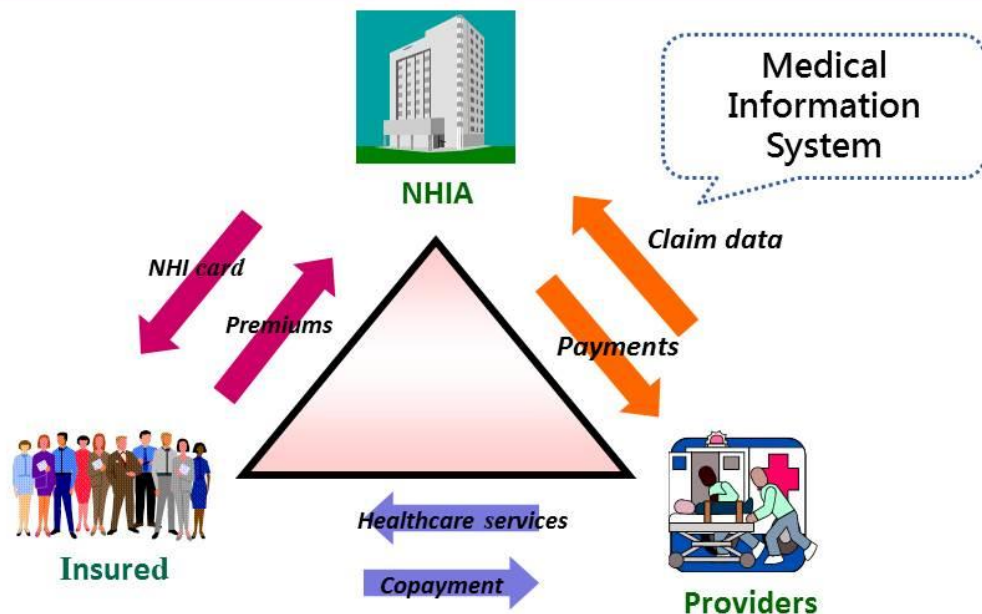 Medical
Information
System
NHIA
NHI card
Claim data
Premiums
Payments
Healthcare services
Insured
Copayment
Providers